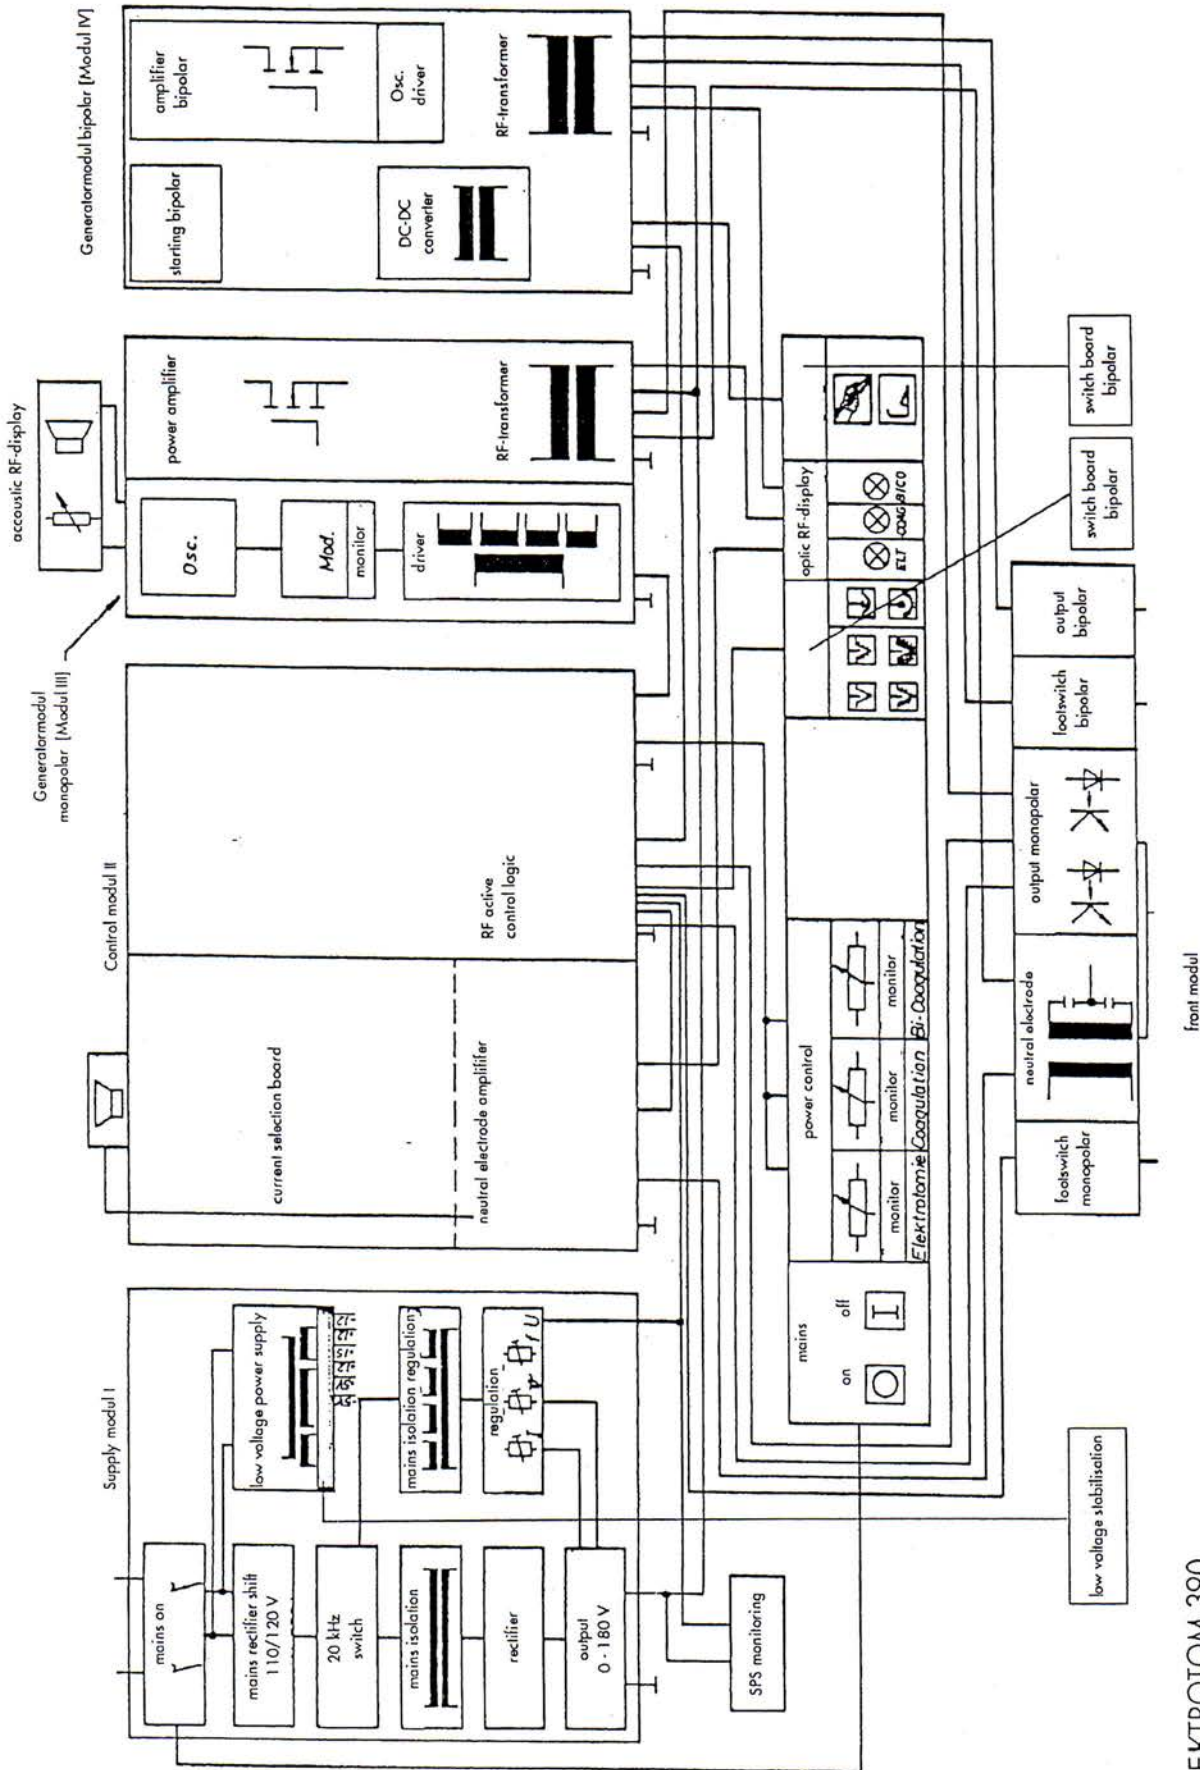 Supply modul I
mains on
mains rectifier shift
110/120 V
20 kHz
switch
mains isolation
rectifier
output
0 - 180 V
low voltage power supply
mains isolation regulation
regulation
I
U
SPS monitoring
low voltage stabilisation
Control modul II
current selection board
neutral electrode amplififer
RF active
control logic
Generatormodul
monopolar [Modul III]
accoustic RF-display
Osc.
Mod.
monitor
driver
power amplifier
RF-transformer
Generatormodul bipolar [Modul IV]
starting bipolar
amplifier
bipolar
Osc.
driver
DC-DC
converter
RF-transformer
mains
on
off
power control
monitor
monitor
monitor
Elektrotomie
Coagulation
Bi-Coagulation
optic RF-display
ELT
COAG
BICO
switch board
bipolar
switch board
bipolar
footswitch
monopolar
neutral electrode
output monopolar
footswitch
bipolar
output
bipolar
front modul